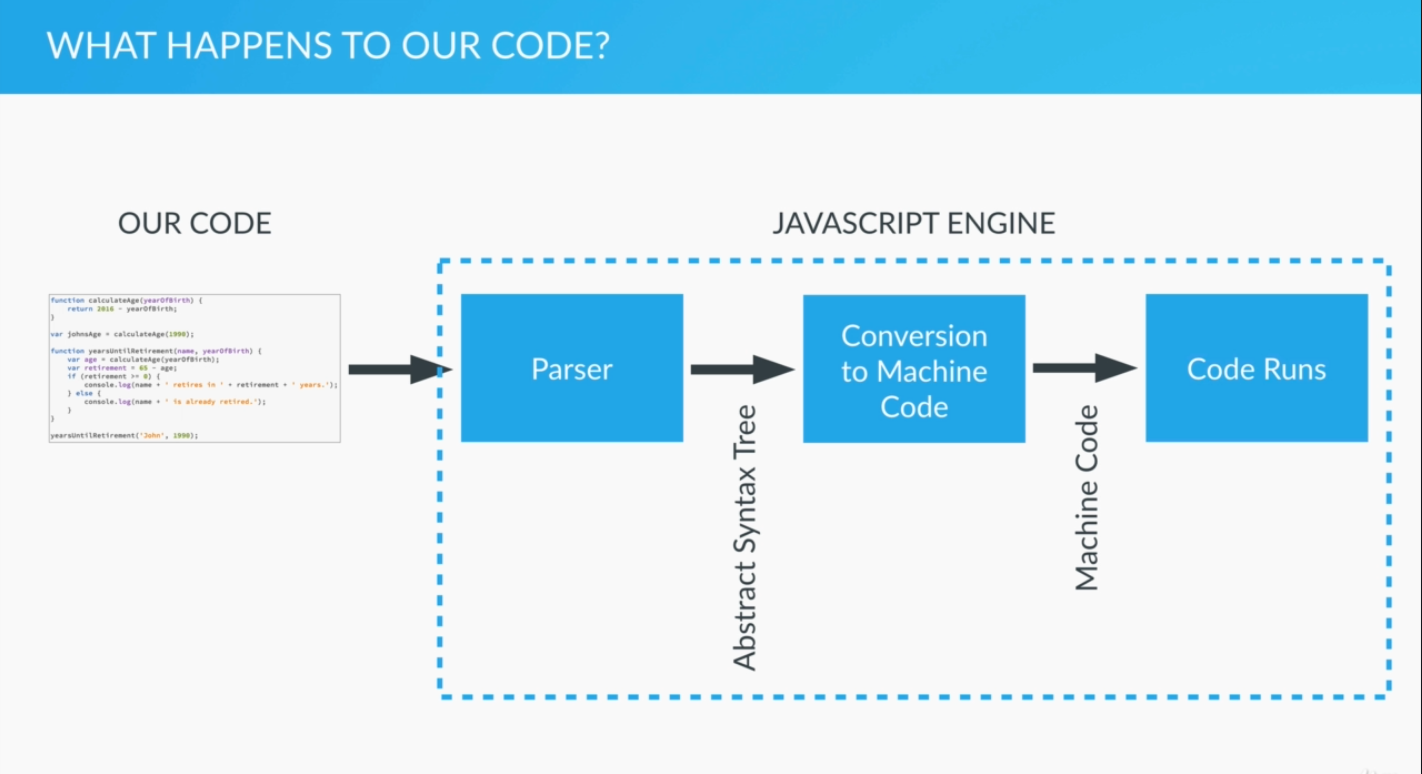 WHAT HAPPENS TO OUR CODE?
OUR CODE
JAVASCRIPT ENGINE
function calculateAge(yearOfBirth) {
    return 2016 - yearOfBirth;
}
var johnsAge = calculateAge(1990);
function yearsUntilRetirement(name, yearOfBirth) {
    var age = calculateAge(yearOfBirth);
    var retirement = 65 - age;
    if (retirement >= 0) {
        console.log(name + ' retires in ' + retirement + ' years.');
    } else {
        console.log(name + ' is already retired.');
    }
}
yearsUntilRetirement('John', 1990);
Parser
Abstract Syntax Tree
Conversion
to Machine
Code
Machine Code
Code Runs